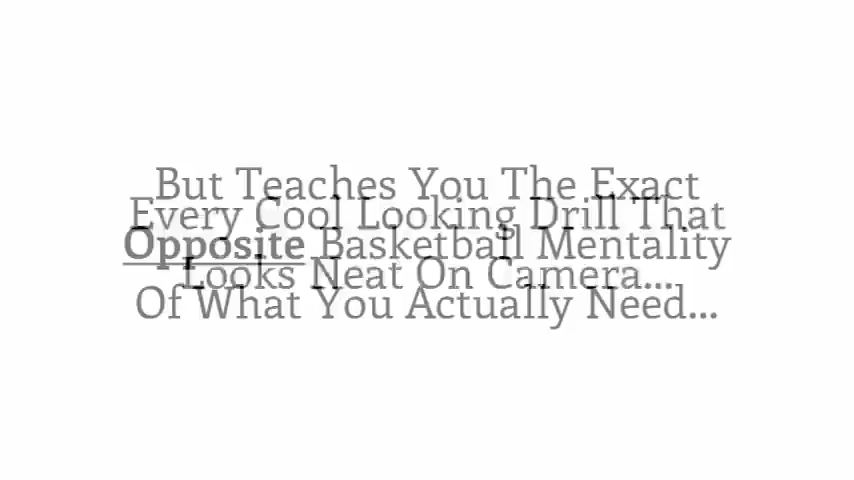 But Teaches You The Exact
Every Cool Looking Drill That
Opposite Basketball Mentality
Looks Neat On Camera...
Of What You Actually Need...